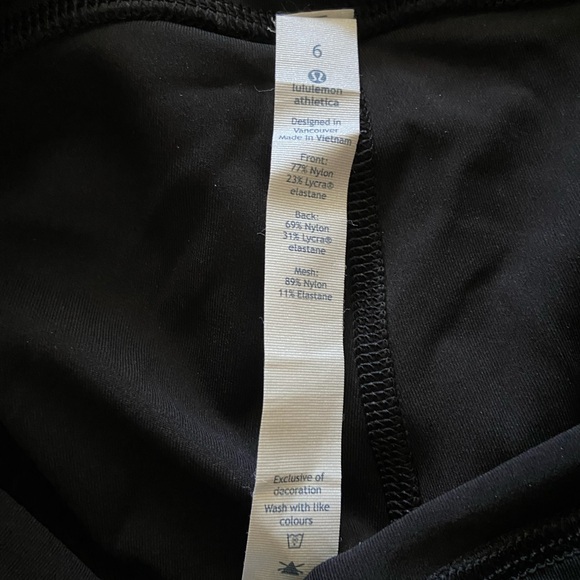 6
lululemon
athletica
Designed in
Vancouver
Made in Vietnam
Front:
77% Nylon
23% Lycra®
elastane
Back:
69% Nylon
31% Lycra®
elastane
Mesh:
89% Nylon
11% Elastane
Exclusive of
decoration
Wash with like
colours